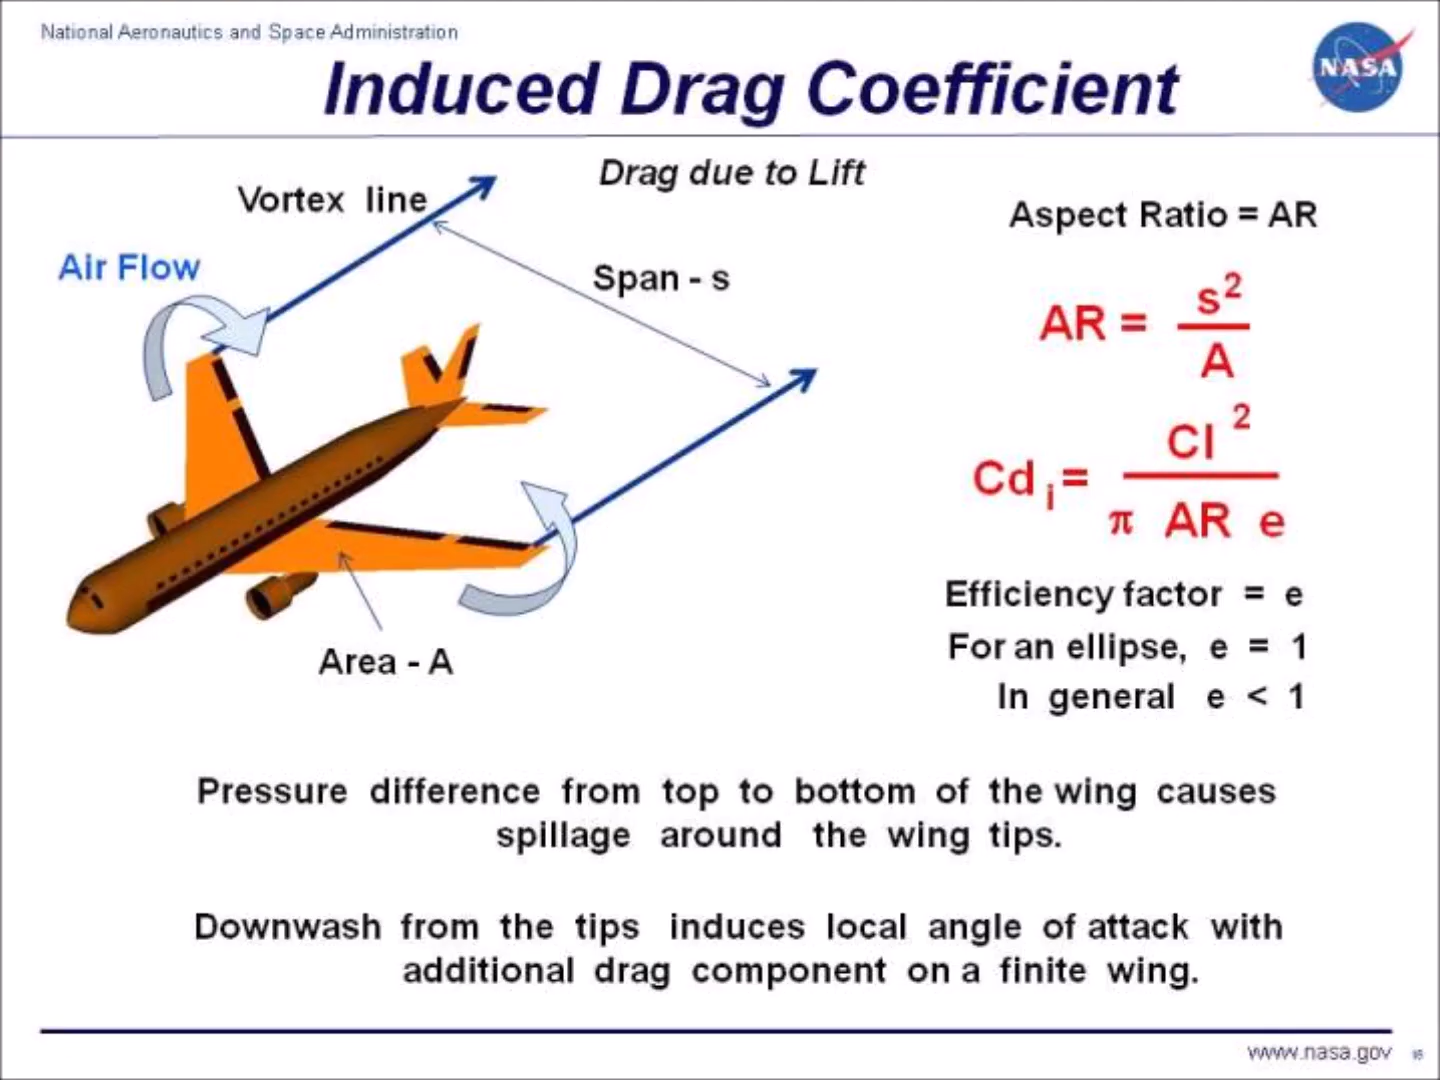 National Aeronautics and Space Administration
NASA
Induced Drag Coefficient
Drag due to Lift
Vortex line
Air Flow
Span - s
Area - A
Aspect Ratio = AR
AR = s² / A
Cd i = Cl ² / π AR e
Efficiency factor = e
For an ellipse, e = 1
In general e < 1
Pressure difference from top to bottom of the wing causes
spillage around the wing tips.
Downwash from the tips induces local angle of attack with
additional drag component on a finite wing.
www.nasa.gov